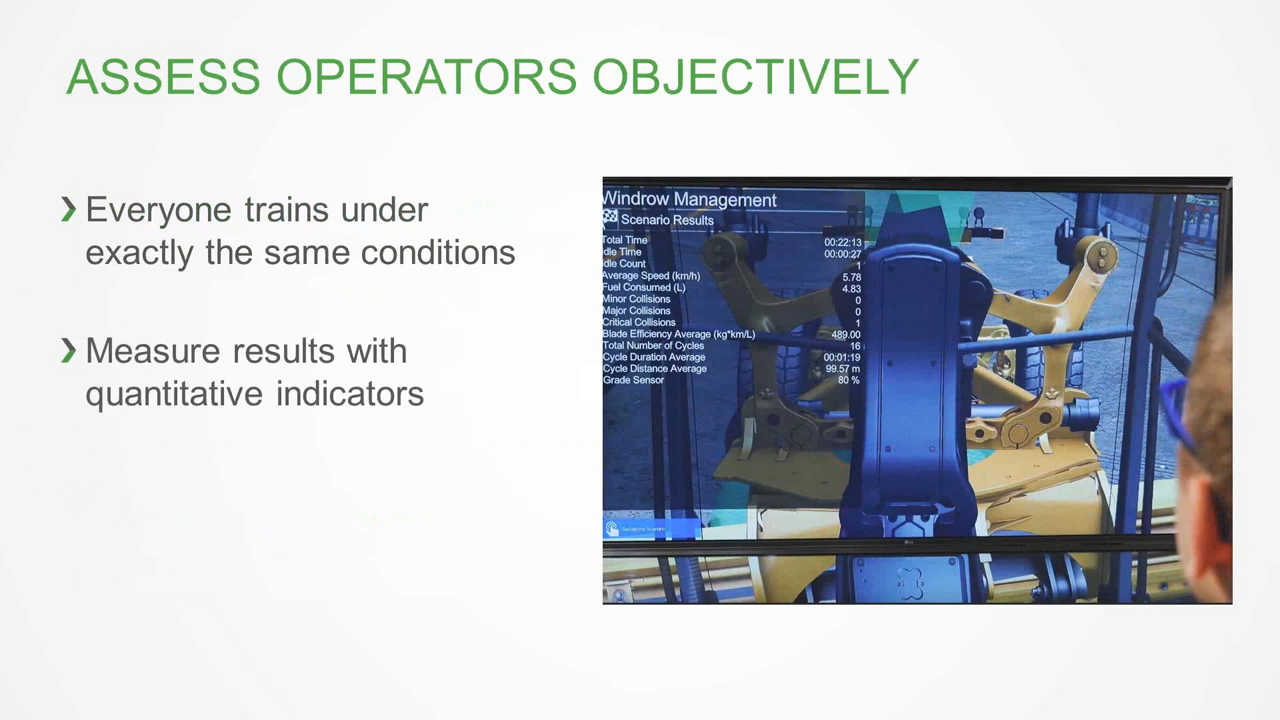 ASSESS OPERATORS OBJECTIVELY
Everyone trains under
exactly the same conditions
Measure results with
quantitative indicators
Windrow Management
Scenario Results
Total Time 00:22:13
Idle Time 00:00:27
Idle Count 1
Average Speed (km/h) 5.78
Fuel Consumed (L) 4.83
Minor Collisions 0
Major Collisions 0
Critical Collisions 1
Blade Efficiency Average (kg*km/L) 489.00
Total Number of Cycles 16
Cycle Duration Average 00:01:19
Cycle Distance Average 99.57 m
Grade Sensor 80 %